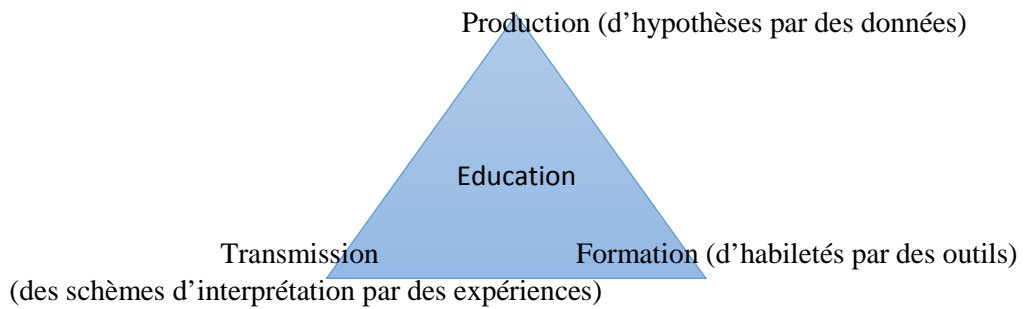 Production (d’hypothèses par des données)
Education
Transmission
Formation (d’habiletés par des outils)
(des schèmes d’interprétation par des expériences)